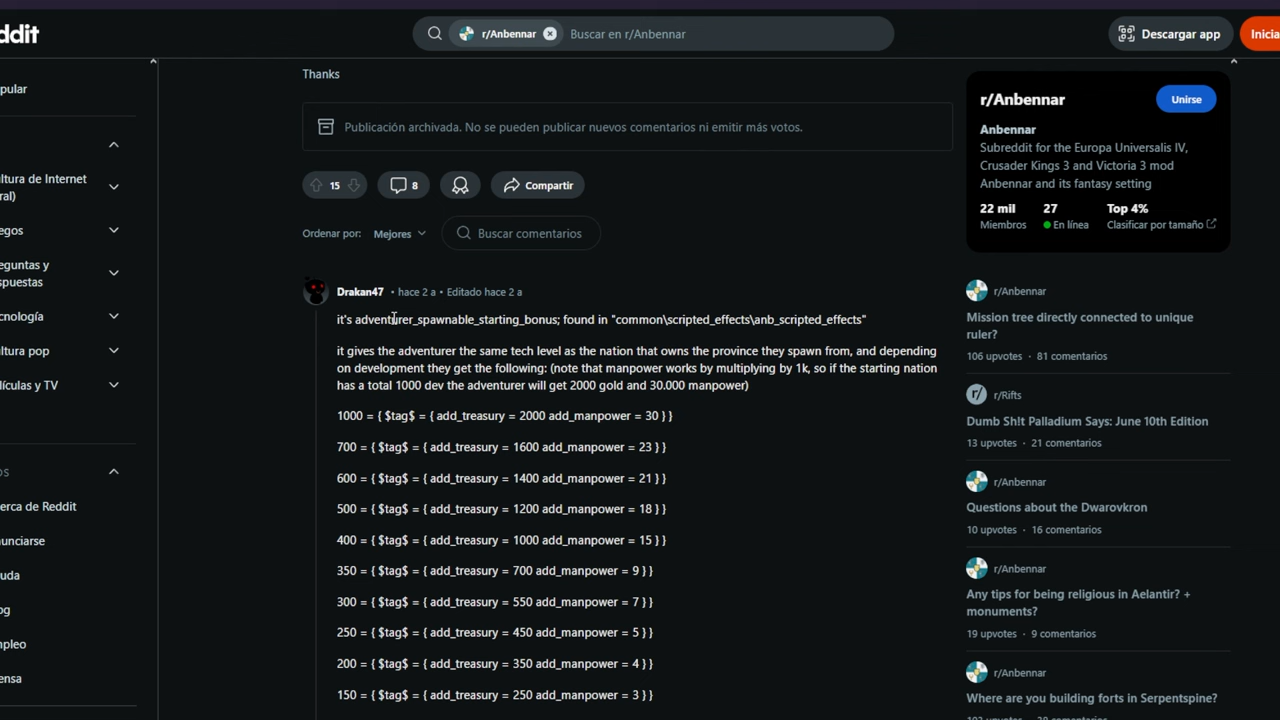 ddit
r/Anbennar
Buscar en r/Anbennar
Descargar app
Inicia
pular
ltura de Internet
ral)
egos
eguntas y
spuestas
cnología
ltura pop
lículas y TV
os
erca de Reddit
nunciarse
uda
og
mpleo
ensa
Thanks
Publicación archivada. No se pueden publicar nuevos comentarios ni emitir más votos.
15
8
Compartir
Ordenar por:
Mejores
Buscar comentarios
Drakan47 • hace 2 a • Editado hace 2 a
it's adventurer_spawnable_starting_bonus; found in "common\scripted_effects\anb_scripted_effects"
it gives the adventurer the same tech level as the nation that owns the province they spawn from, and depending
on development they get the following: (note that manpower works by multiplying by 1k, so if the starting nation
has a total 1000 dev the adventurer will get 2000 gold and 30.000 manpower)
1000 = { $tag$ = { add_treasury = 2000 add_manpower = 30 } }
700 = { $tag$ = { add_treasury = 1600 add_manpower = 23 } }
600 = { $tag$ = { add_treasury = 1400 add_manpower = 21 } }
500 = { $tag$ = { add_treasury = 1200 add_manpower = 18 } }
400 = { $tag$ = { add_treasury = 1000 add_manpower = 15 } }
350 = { $tag$ = { add_treasury = 700 add_manpower = 9 } }
300 = { $tag$ = { add_treasury = 550 add_manpower = 7 } }
250 = { $tag$ = { add_treasury = 450 add_manpower = 5 } }
200 = { $tag$ = { add_treasury = 350 add_manpower = 4 } }
150 = { $tag$ = { add_treasury = 250 add_manpower = 3 } }
r/Anbennar
Unirse
Anbennar
Subreddit for the Europa Universalis IV,
Crusader Kings 3 and Victoria 3 mod
Anbennar and its fantasy setting
22 mil
27
Top 4%
Miembros
En línea
Clasificar por tamaño
r/Anbennar
Mission tree directly connected to unique
ruler?
106 upvotes · 81 comentarios
r/Rifts
Dumb Sh!t Palladium Says: June 10th Edition
13 upvotes · 21 comentarios
r/Anbennar
Questions about the Dwarovkron
10 upvotes · 16 comentarios
r/Anbennar
Any tips for being religious in Aelantir? +
monuments?
19 upvotes · 9 comentarios
r/Anbennar
Where are you building forts in Serpentspine?